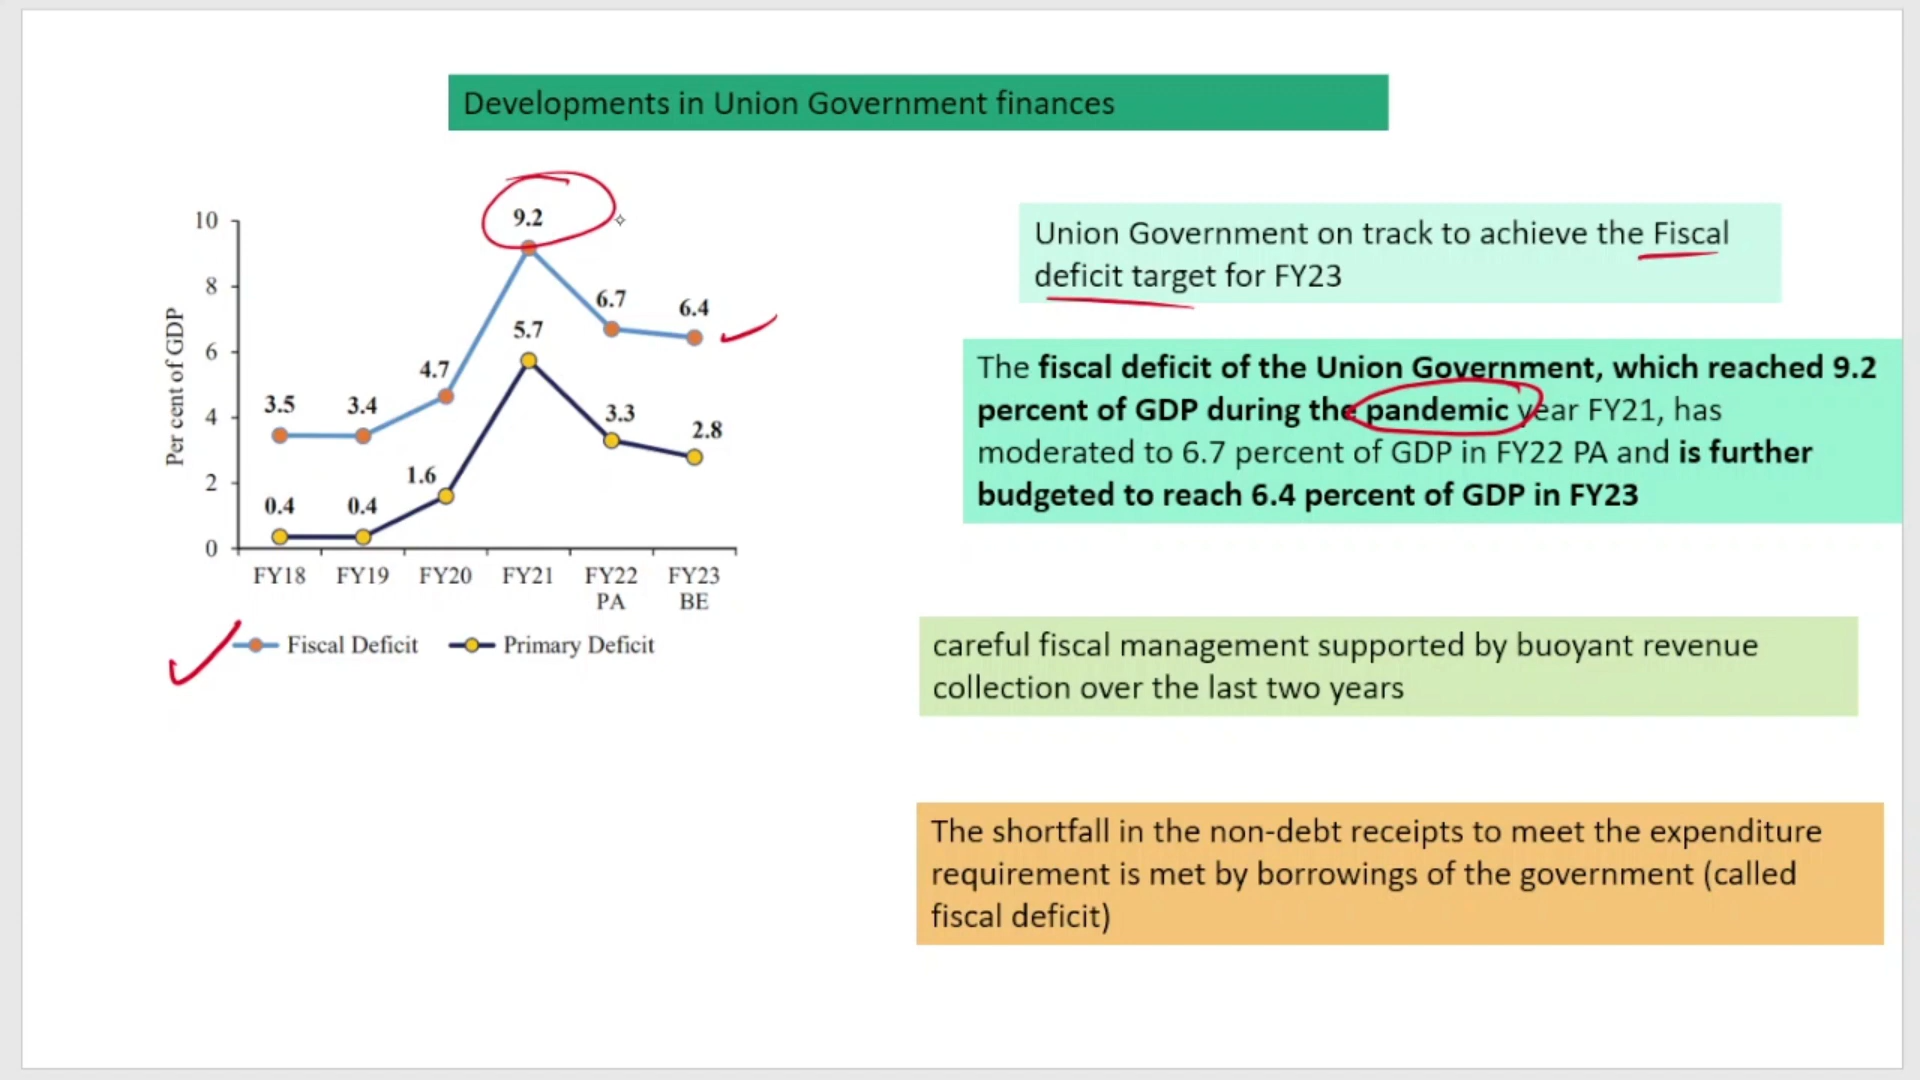 Developments in Union Government finances
10
8
6
4
2
0
Per cent of GDP
3.5
3.4
4.7
9.2
6.7
6.4
0.4
0.4
1.6
5.7
3.3
2.8
FY18 FY19 FY20 FY21 FY22 FY23
PA BE
Fiscal Deficit Primary Deficit
Union Government on track to achieve the Fiscal
deficit target for FY23
The fiscal deficit of the Union Government, which reached 9.2
percent of GDP during the pandemic year FY21, has
moderated to 6.7 percent of GDP in FY22 PA and is further
budgeted to reach 6.4 percent of GDP in FY23
careful fiscal management supported by buoyant revenue
collection over the last two years
The shortfall in the non-debt receipts to meet the expenditure
requirement is met by borrowings of the government (called
fiscal deficit)